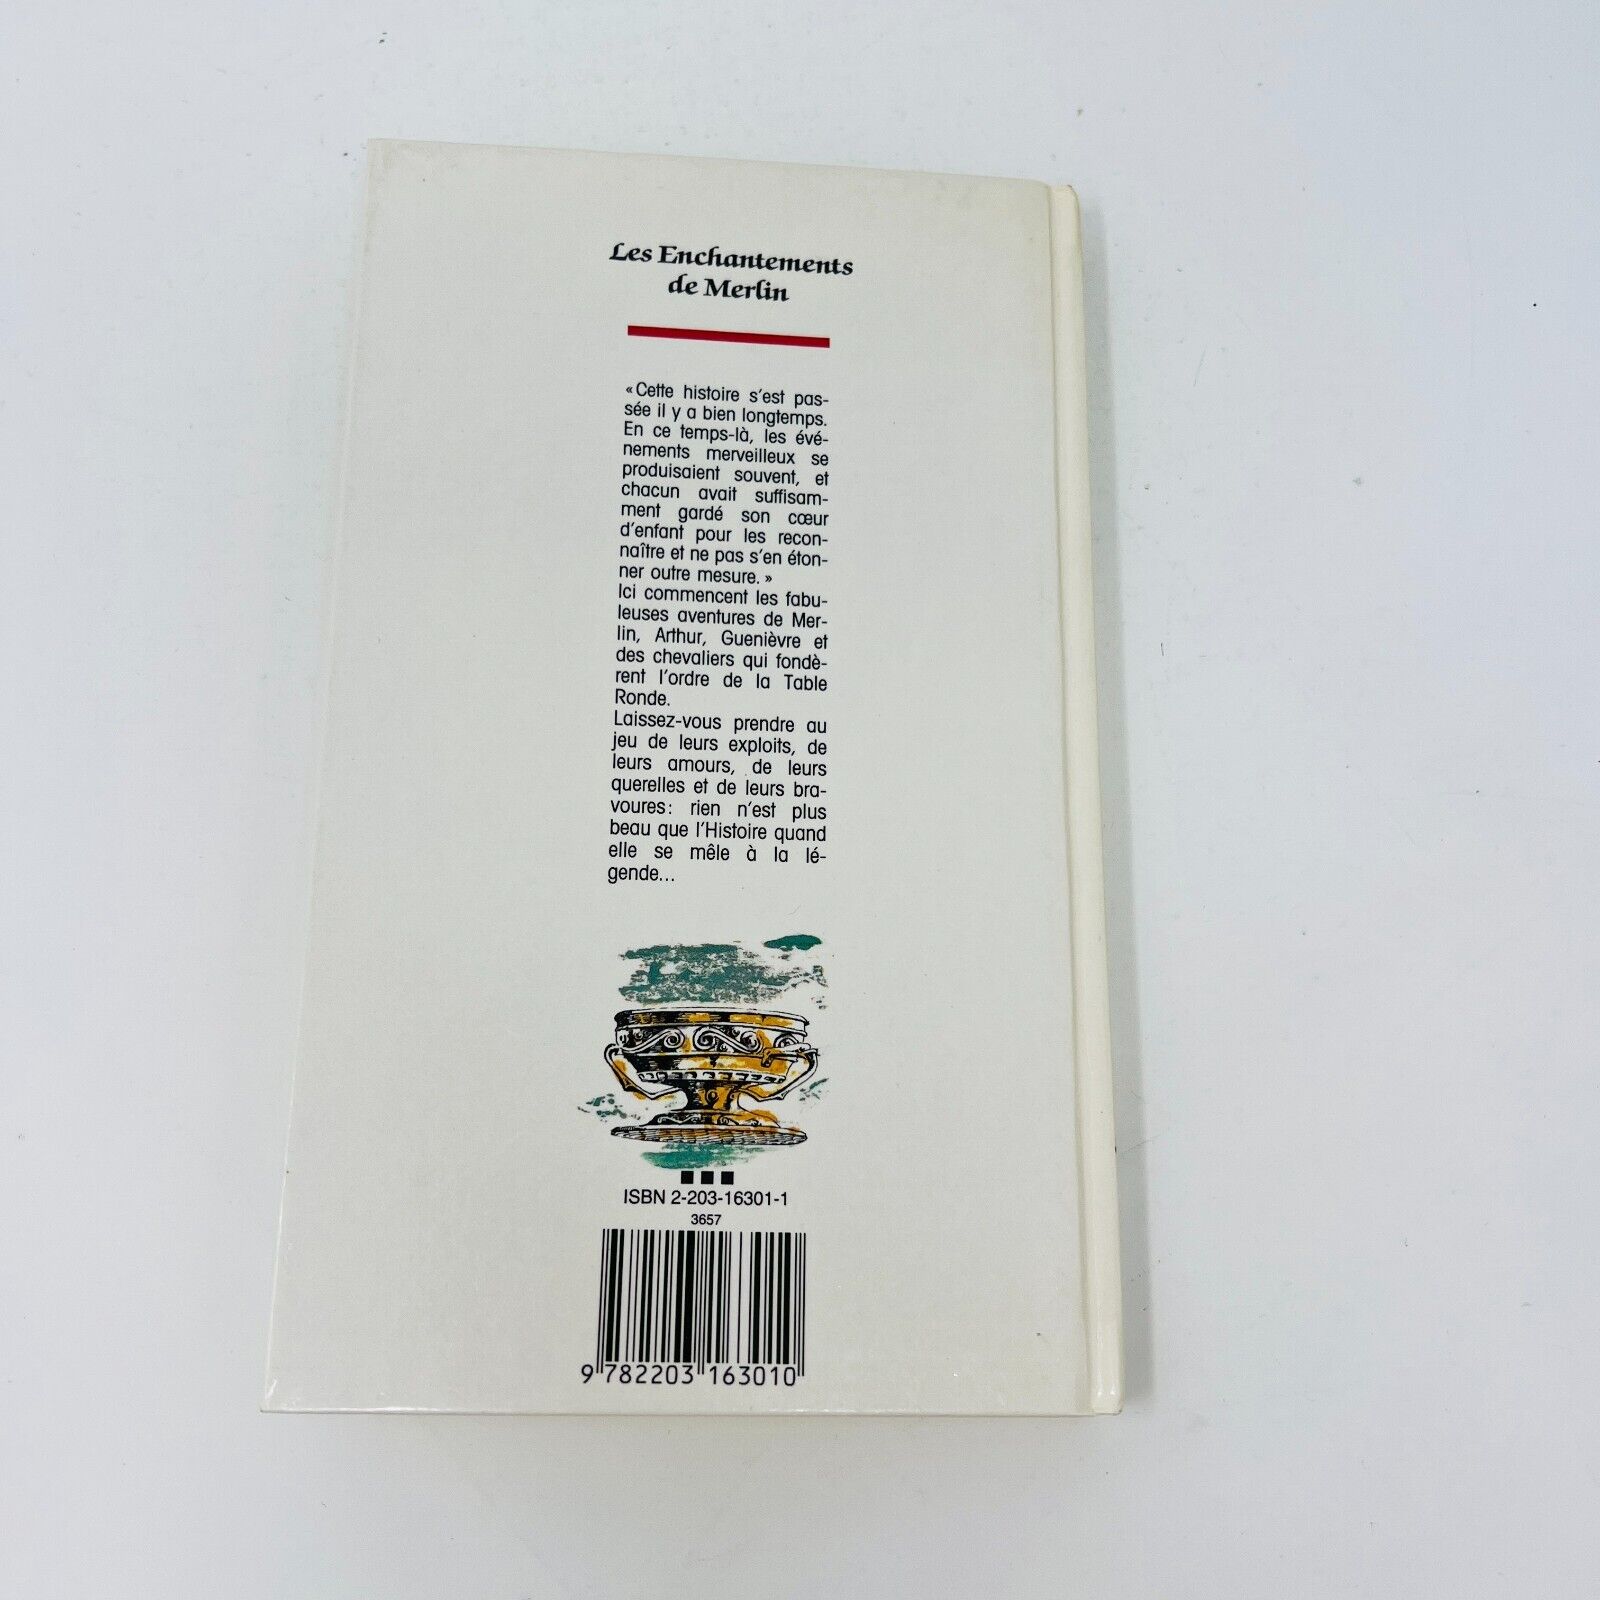 Les Enchantements
de Merlin
« Cette histoire s'est pas-
sée il y a bien longtemps.
En ce temps-là, les évé-
nements merveilleux se
produisaient souvent, et
chacun avait suffisam-
ment gardé son cœur
d'enfant pour les recon-
naître et ne pas s'en éton-
ner outre mesure. »
Ici commencent les fabu-
leuses aventures de Mer-
lin, Arthur, Guenièvre et
des chevaliers qui fondè-
rent l'ordre de la Table
Ronde.
Laissez-vous prendre au
jeu de leurs exploits, de
leurs amours, de leurs
querelles et de leurs bra-
voures: rien n'est plus
beau que l'Histoire quand
elle se mêle à la lé-
gende...
ISBN 2-203-16301-1
3657
9 782203 163010